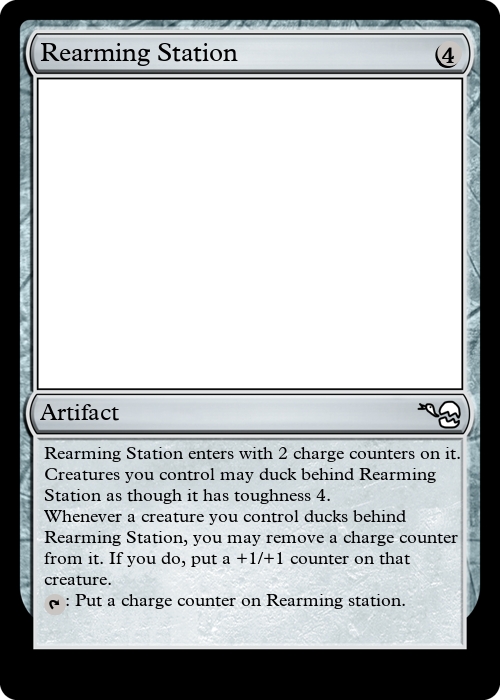 Rearming Station
4
Artifact
Rearming Station enters with 2 charge counters on it.
Creatures you control may duck behind Rearming
Station as though it has toughness 4.
Whenever a creature you control ducks behind
Rearming Station, you may remove a charge counter
from it. If you do, put a +1/+1 counter on that
creature.
: Put a charge counter on Rearming station.